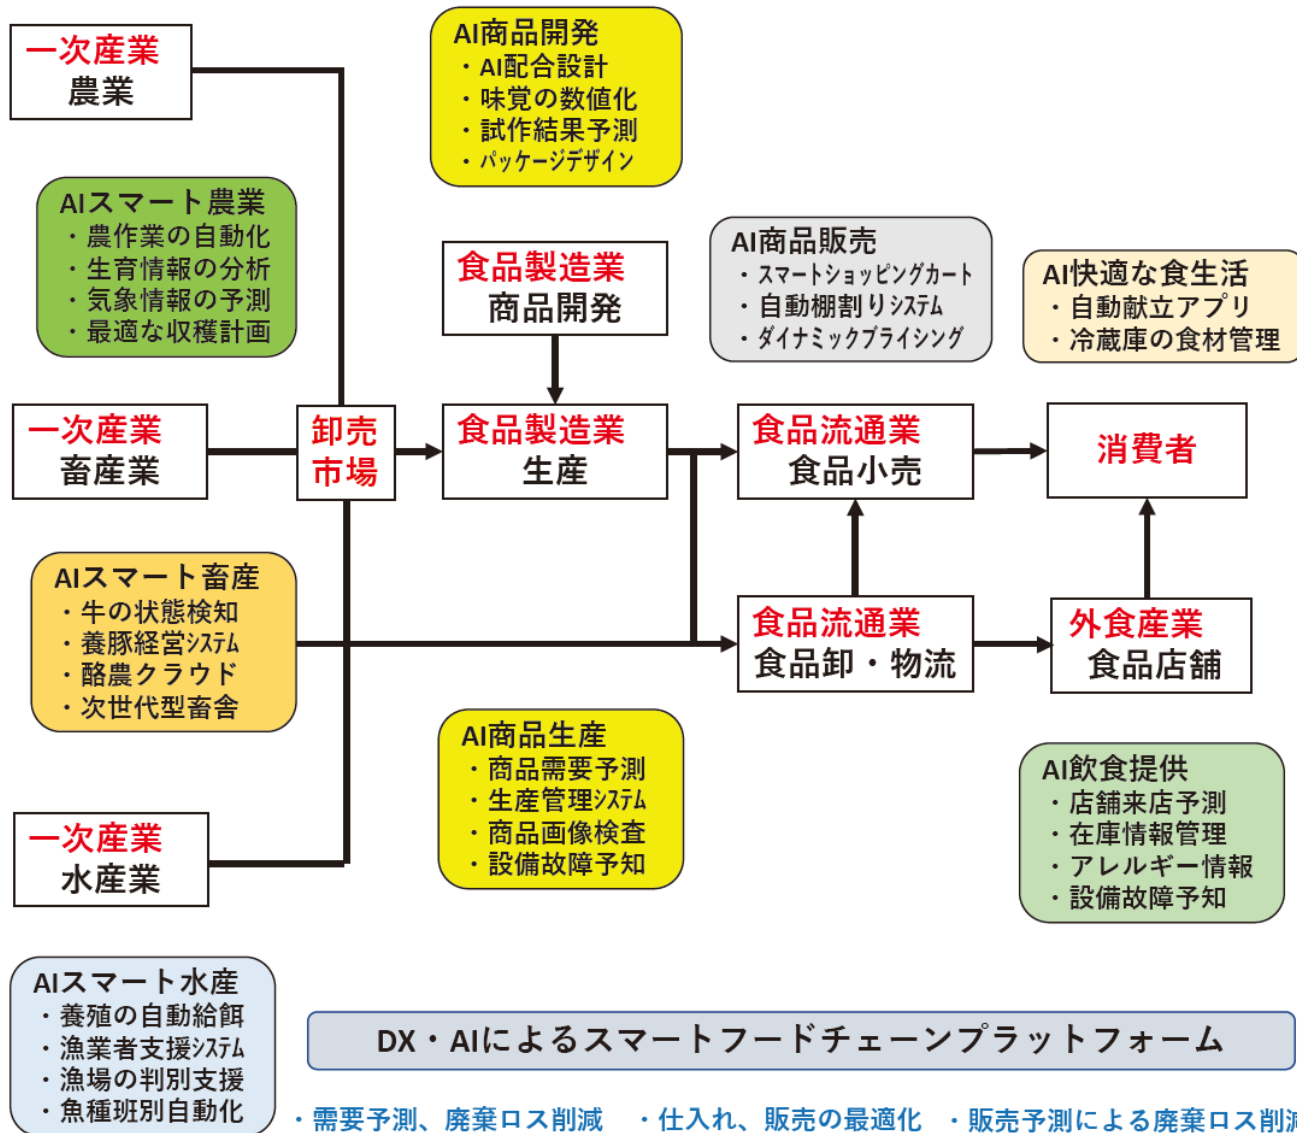 一次産業
農業
AI商品開発
・AI配合設計
・味覚の数値化
・試作結果予測
・パッケージデザイン
AIスマート農業
・農作業の自動化
・生育情報の分析
・気象情報の予測
・最適な収穫計画
食品製造業
商品開発
AI商品販売
・スマートショッピングカート
・自動棚割りシステム
・ダイナミックプライシング
AI快適な食生活
・自動献立アプリ
・冷蔵庫の食材管理
一次産業
畜産業
卸売
市場
食品製造業
生産
食品流通業
食品小売
消費者
AIスマート畜産
・牛の状態検知
・養豚経営システム
・酪農クラウド
・次世代型畜舎
食品流通業
食品卸・物流
外食産業
食品店舗
AI商品生産
・商品需要予測
・生産管理システム
・商品画像検査
・設備故障予知
AI飲食提供
・店舗来店予測
・在庫情報管理
・アレルギー情報
・設備故障予知
一次産業
水産業
AIスマート水産
・養殖の自動給餌
・漁業者支援システム
・漁場の判別支援
・魚種班別自動化
DX・AIによるスマートフードチェーンプラットフォーム
・需要予測、廃棄ロス削減 ・仕入れ、販売の最適化 ・販売予測による廃棄ロス削減